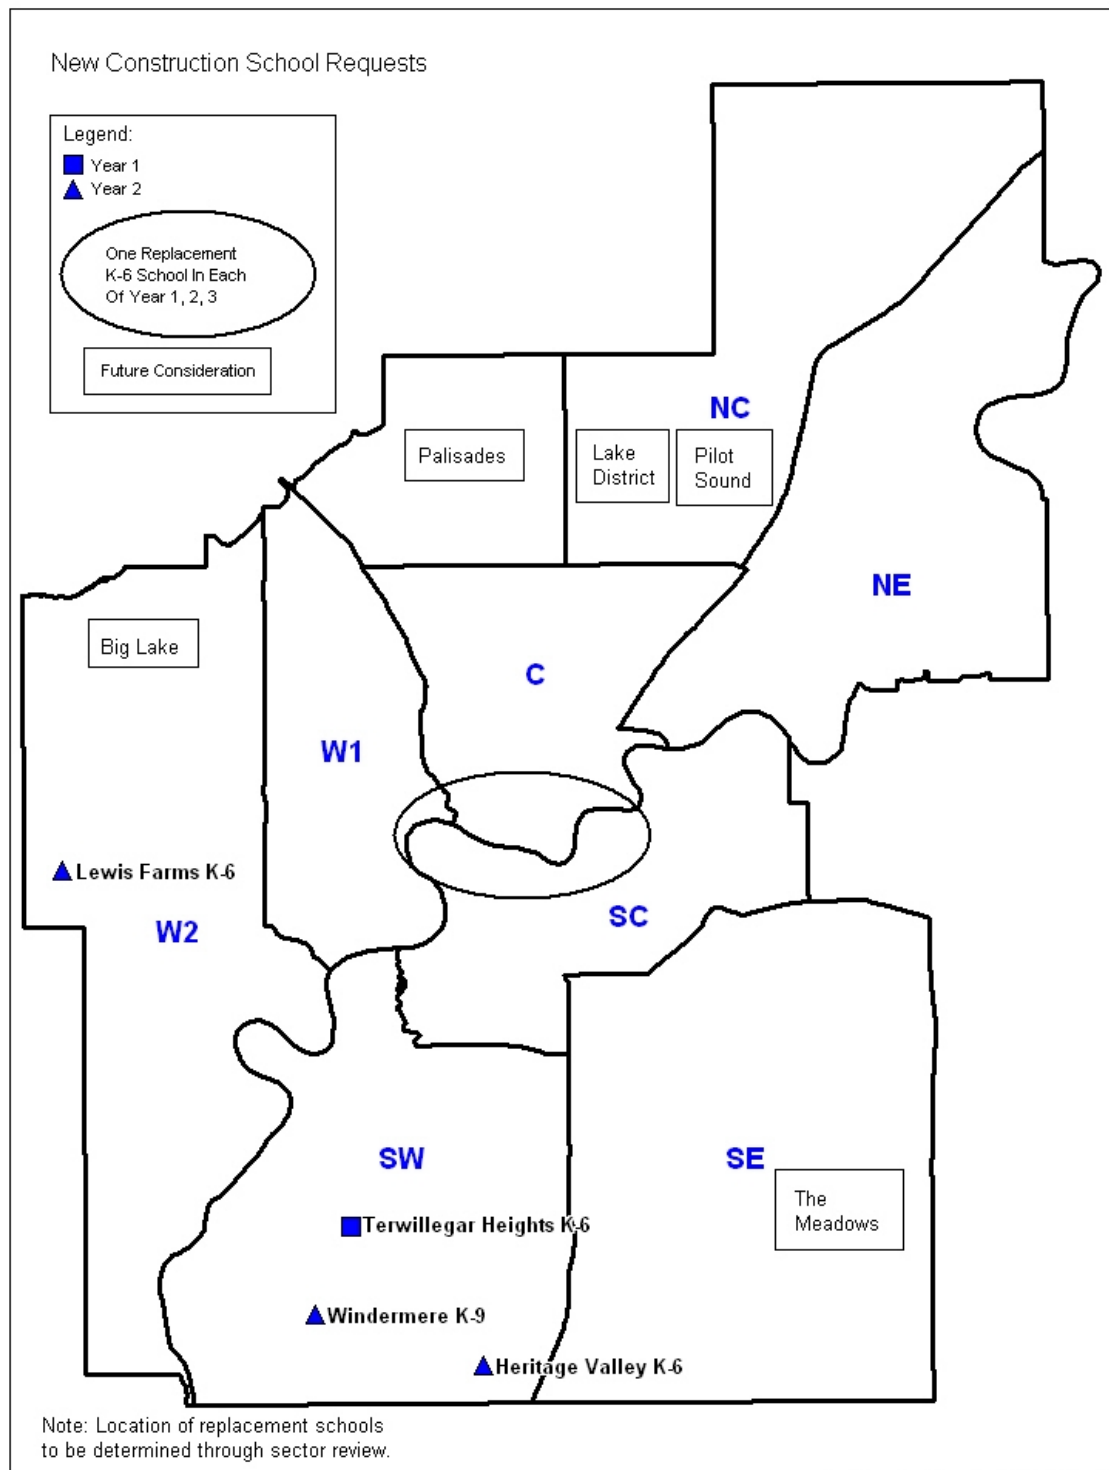 New Construction School Requests
Legend:
Year 1
Year 2
One Replacement
K-6 School In Each
Of Year 1, 2, 3
Future Consideration
NC
Palisades
Lake
District
Pilot
Sound
NE
Big Lake
C
W1
Lewis Farms K-6
SC
W2
SW
SE
The
Meadows
Terwillegar Heights K-6
Windermere K-9
Heritage Valley K-6
Note: Location of replacement schools
to be determined through sector review.